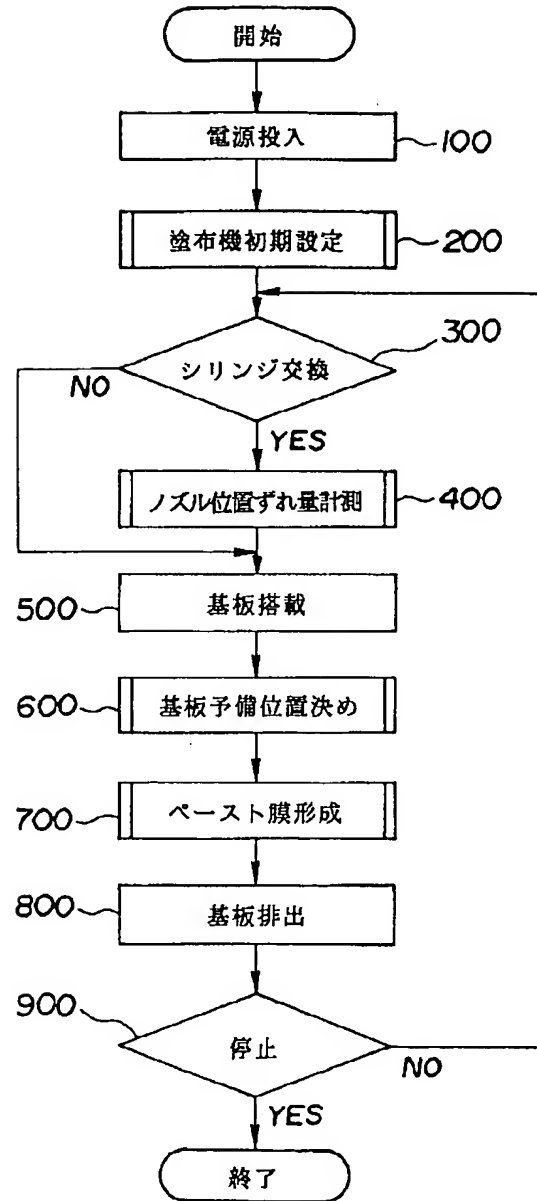 開始
電源投入
100
塗布機初期設定
200
300
シリンジ交換
NO
YES
ノズル位置ずれ量計測
400
500
基板搭載
600
基板予備位置決め
700
ペースト膜形成
800
基板排出
900
停止
NO
YES
終了